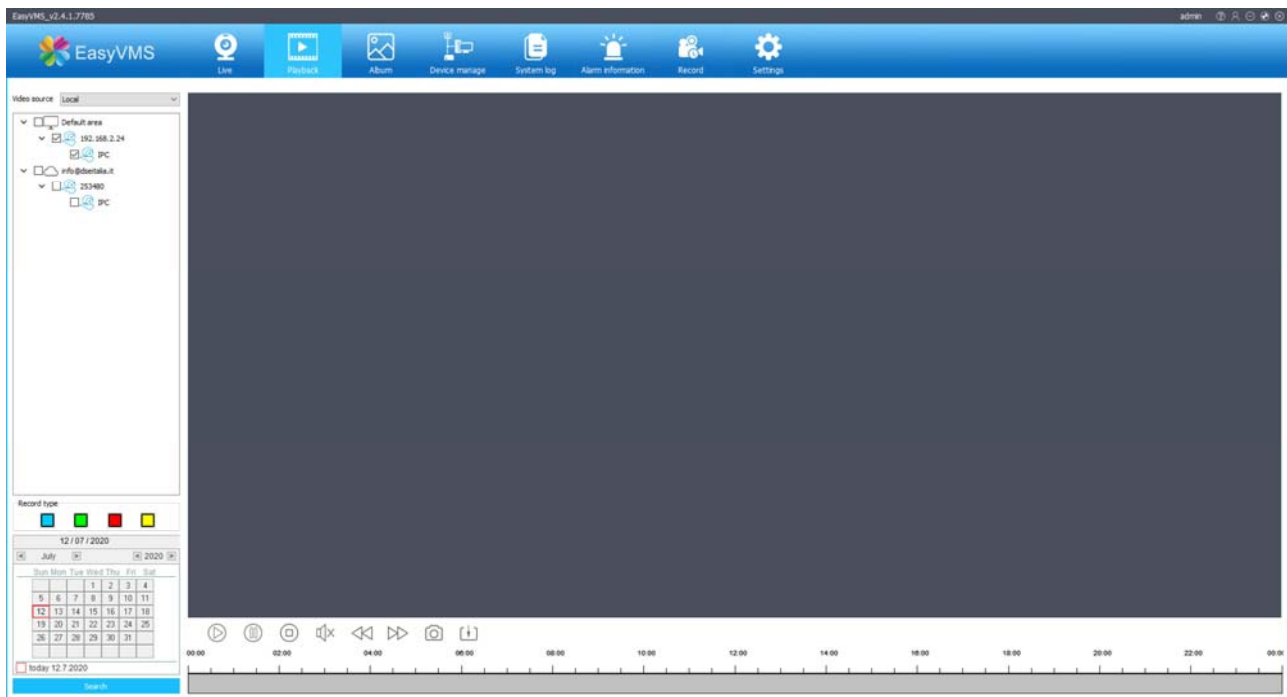 EasyVMS_v2.4.1.7785
admin
EasyVMS
Live
Playback
Album
Device manage
System log
Alarm information
Record
Settings
Video source Local
Default area
192.168.2.24
IPC
info@dseitalia.it
253480
IPC
Record type
12 / 07 / 2020
July 2020
Sun Mon Tue Wed Thu Fri Sat
1 2 3 4
5 6 7 8 9 10 11
12 13 14 15 16 17 18
19 20 21 22 23 24 25
26 27 28 29 30 31
today 12.7.2020
Search
00:00 02:00 04:00 06:00 08:00 10:00 12:00 14:00 16:00 18:00 20:00 22:00